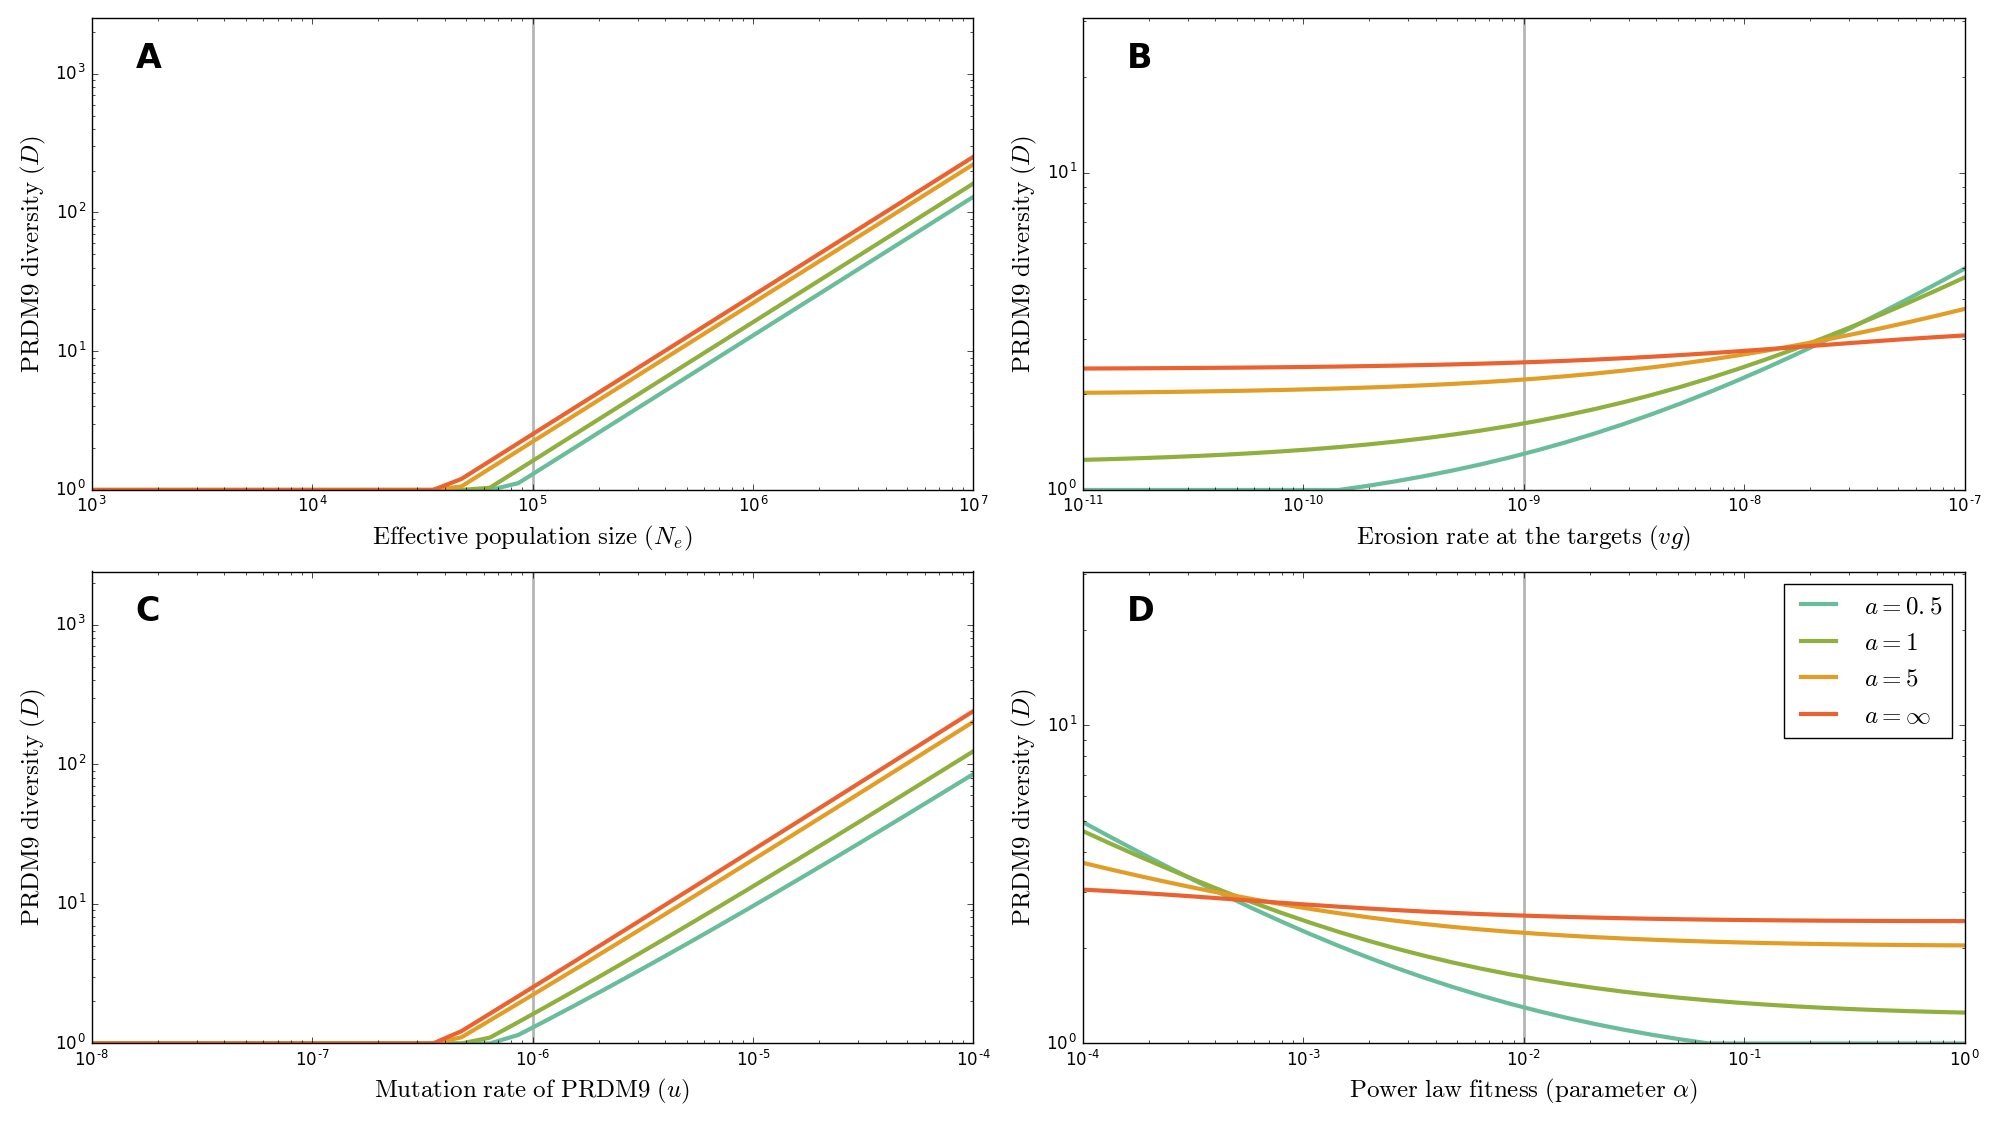 A
PRDM9 diversity (D)
10^3
10^2
10^1
10^0
10^3 10^4 10^5 10^6 10^7
Effective population size (N_e)
B
PRDM9 diversity (D)
10^1
10^0
10^-11 10^-10 10^-9 10^-8 10^-7
Erosion rate at the targets (vg)
C
PRDM9 diversity (D)
10^3
10^2
10^1
10^0
10^-8 10^-7 10^-6 10^-5 10^-4
Mutation rate of PRDM9 (u)
D
PRDM9 diversity (D)
10^1
10^0
a = 0.5
a = 1
a = 5
a = ∞
10^-4 10^-3 10^-2 10^-1 10^0
Power law fitness (parameter α)